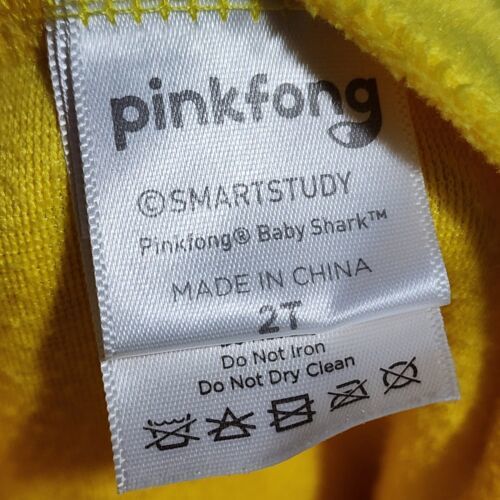 pinkfong
©SMARTSTUDY
Pinkfong® Baby Shark™
MADE IN CHINA
2T
Do Not Iron
Do Not Dry Clean